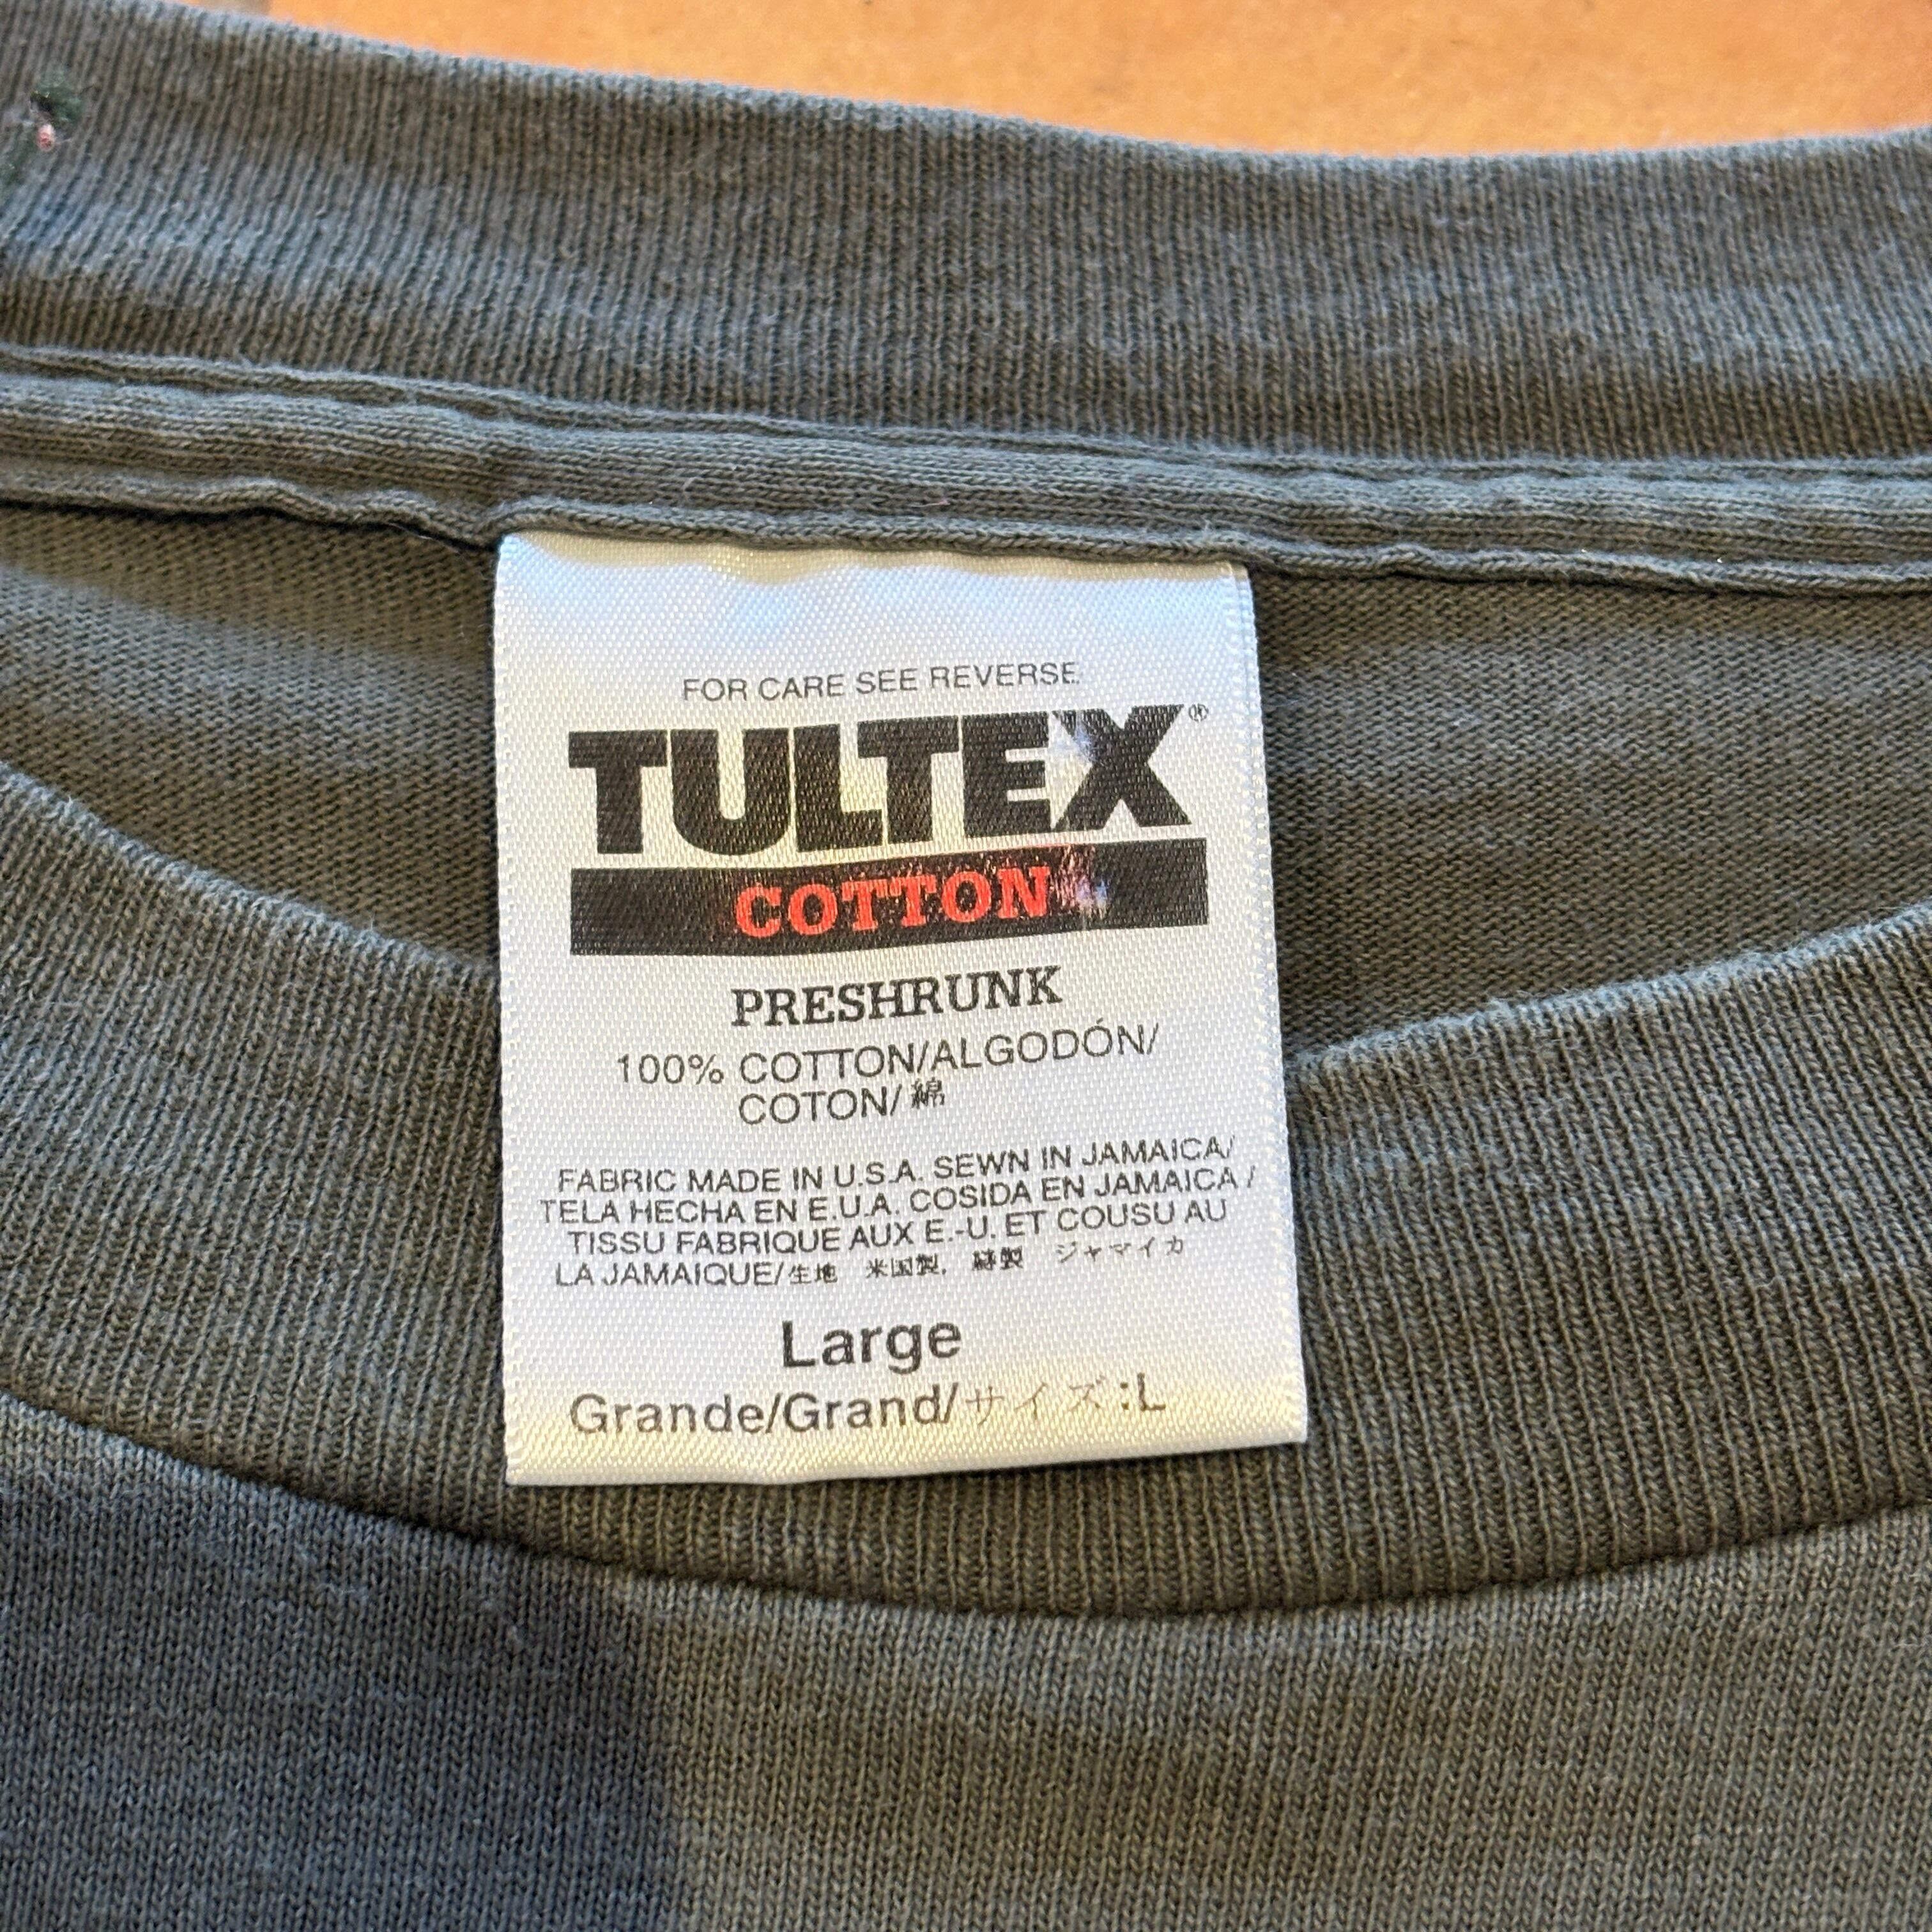 FOR CARE SEE REVERSE
TULTEX®
COTTON
PRESHRUNK
100% COTTON/ALGODÓN/
COTON/綿
FABRIC MADE IN U.S.A. SEWN IN JAMAICA/
TELA HECHA EN E.U.A. COSIDA EN JAMAICA/
TISSU FABRIQUE AUX E.-U. ET COUSU AU
LA JAMAIQUE/生地 米国製, 縫製 ジャマイカ
Large
Grande/Grand/サイズ:L